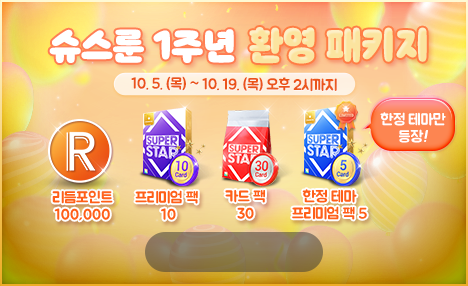 슈스룬 1주년 환영 패키지
10. 5. (목) ~ 10. 19. (목) 오후 2시까지
한정 테마만
등장!
R
SUPER
STAR
10
Card
SUPER
STA
30
Card
SUPER
STAR
5
Card
리듬포인트
100,000
프리미엄 팩
10
카드 팩
30
한정 테마
프리미엄 팩 5